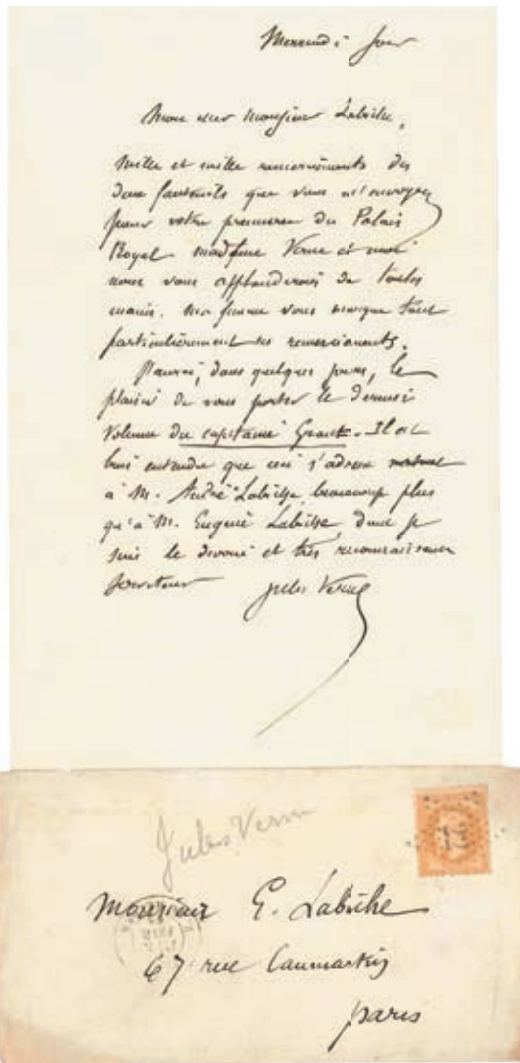 Mercredi soir
Mon cher Monsieur Labiche,
Mille et mille remerciements des
deux fauteuils que vous m'envoyez
pour votre première du Palais
Royal. Madame Verne et moi
nous vous applaudirons de toutes
mains. Ma femme vous envoie tout
particulièrement ses remerciements.
J'aurai, dans quelques jours, le
plaisir de vous porter le dernier
volume du capitaine Grant. Il est
bien entendu que ceci s'adresse
à M. André Labiche beaucoup plus
qu'à M. Eugène Labiche, dont je
suis le dévoué et très reconnaissant
serviteur
Jules Verne
Jules Verne
Monsieur E. Labiche
67 rue Caumartin
Paris